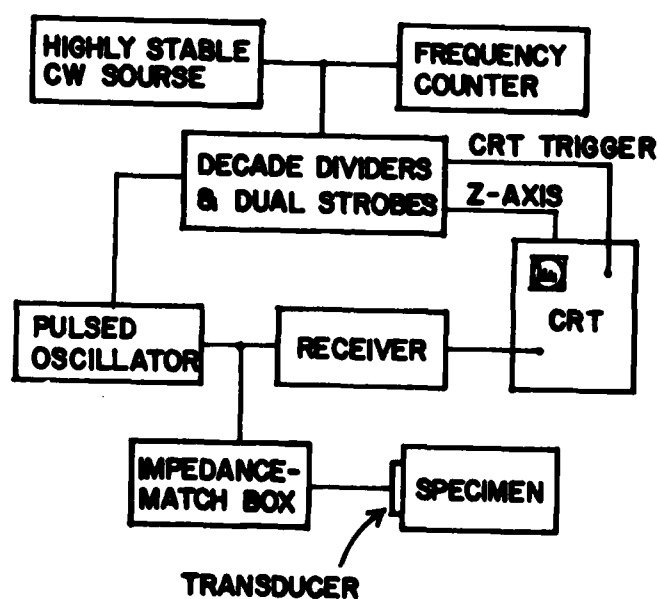 HIGHLY STABLE
CW SOURSE
FREQUENCY
COUNTER
DECADE DIVIDERS
& DUAL STROBES
CRT TRIGGER
Z-AXIS
CRT
PULSED
OSCILLATOR
RECEIVER
IMPEDANCE-
MATCH BOX
SPECIMEN
TRANSDUCER